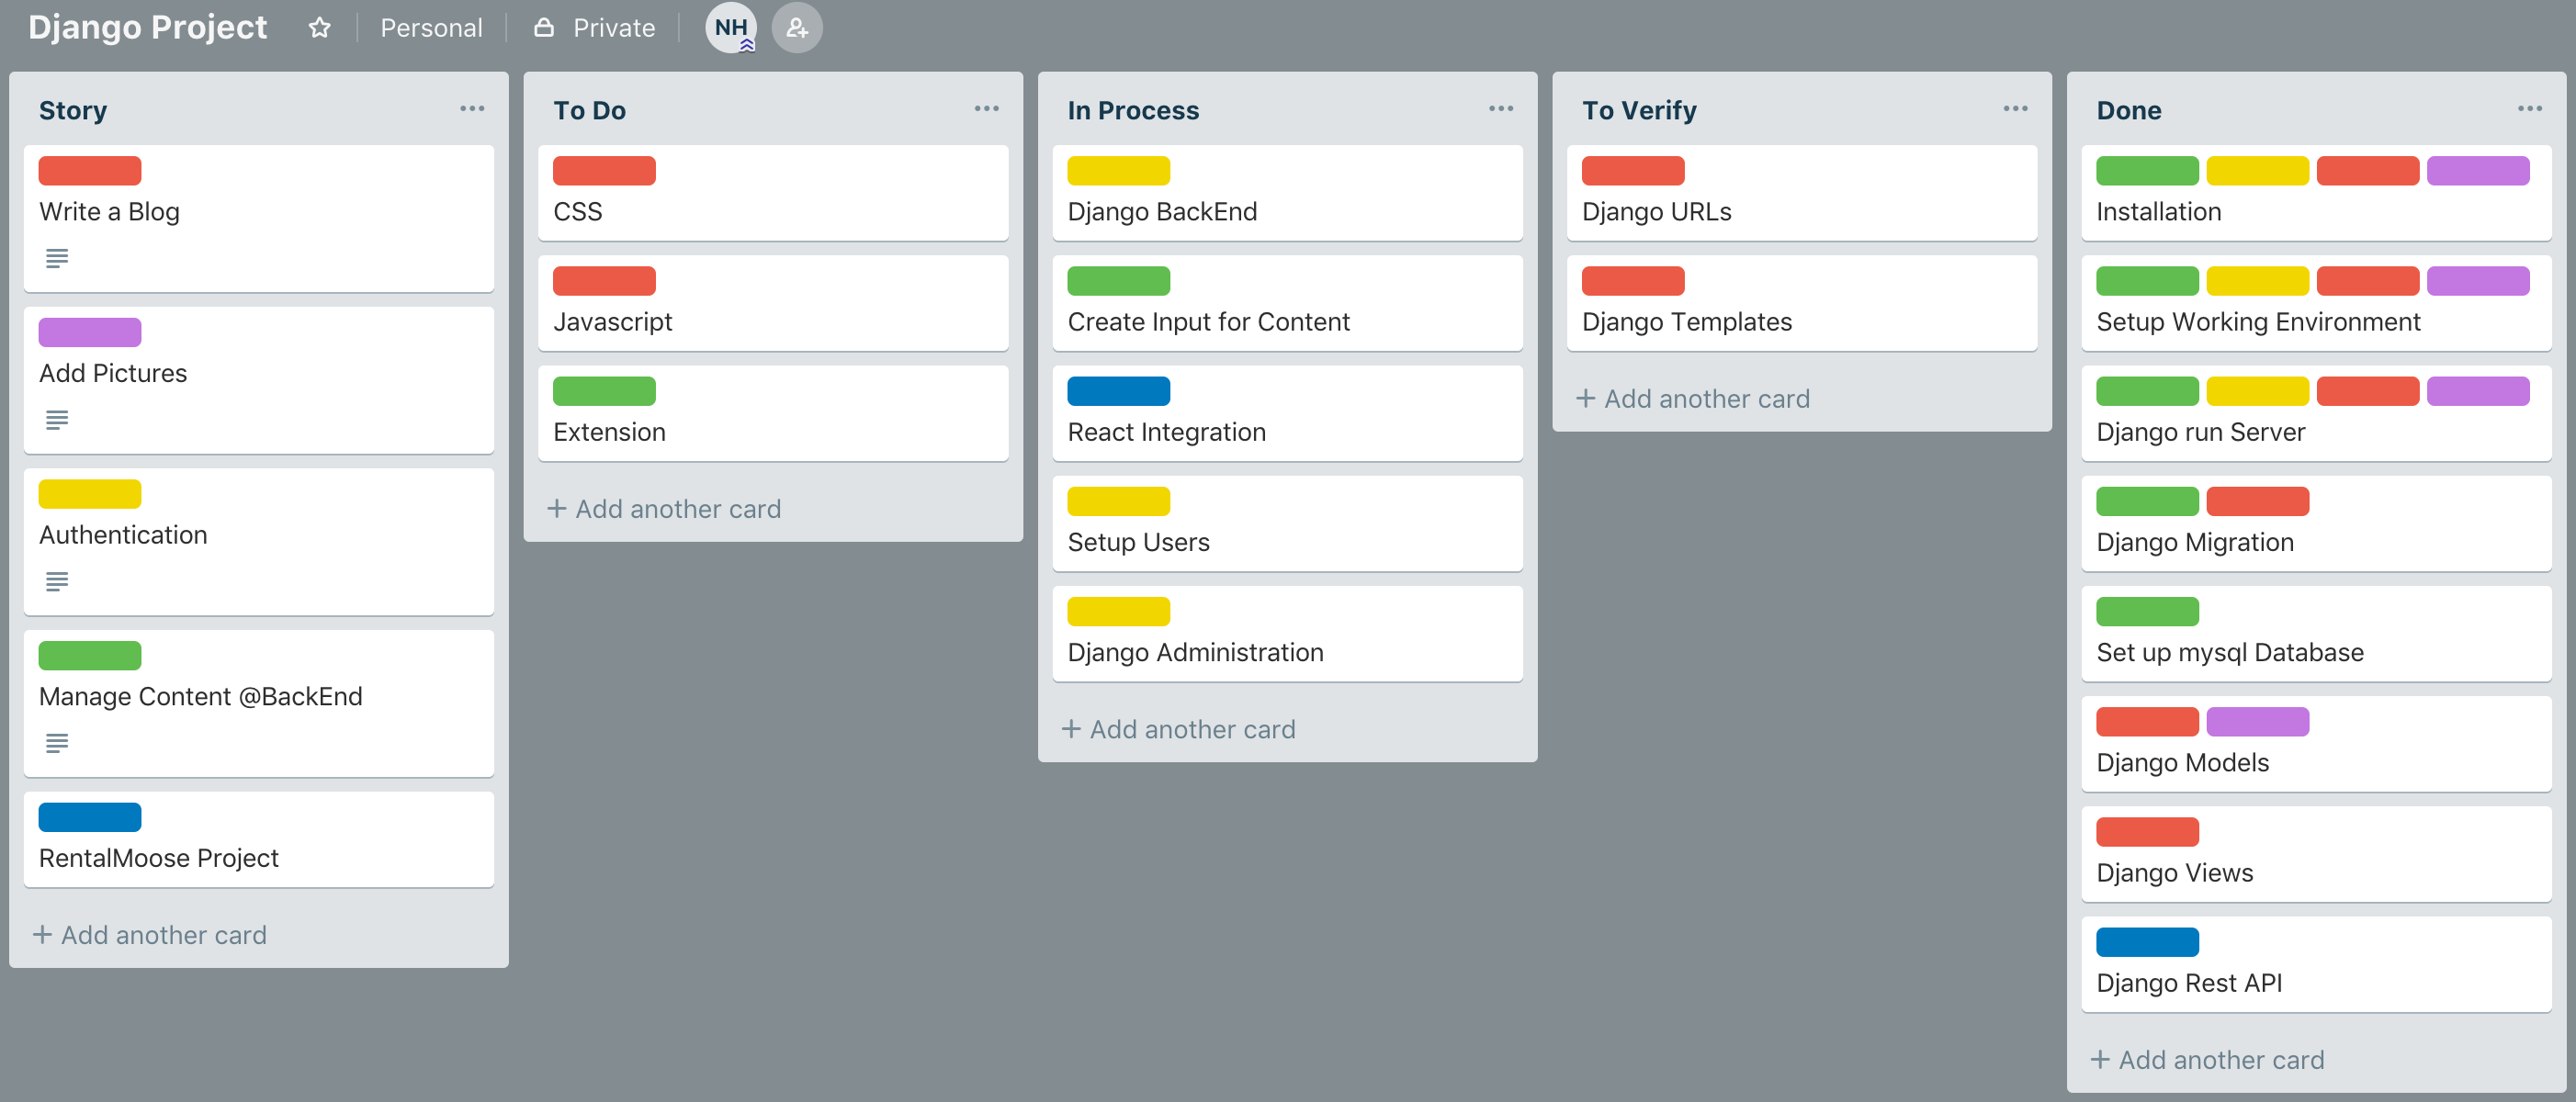 Django Project
Personal
Private
NH
Story
Write a Blog
Add Pictures
Authentication
Manage Content @BackEnd
RentalMoose Project
+ Add another card
To Do
CSS
Javascript
Extension
+ Add another card
In Process
Django BackEnd
Create Input for Content
React Integration
Setup Users
Django Administration
+ Add another card
To Verify
Django URLs
Django Templates
+ Add another card
Done
Installation
Setup Working Environment
Django run Server
Django Migration
Set up mysql Database
Django Models
Django Views
Django Rest API
+ Add another card